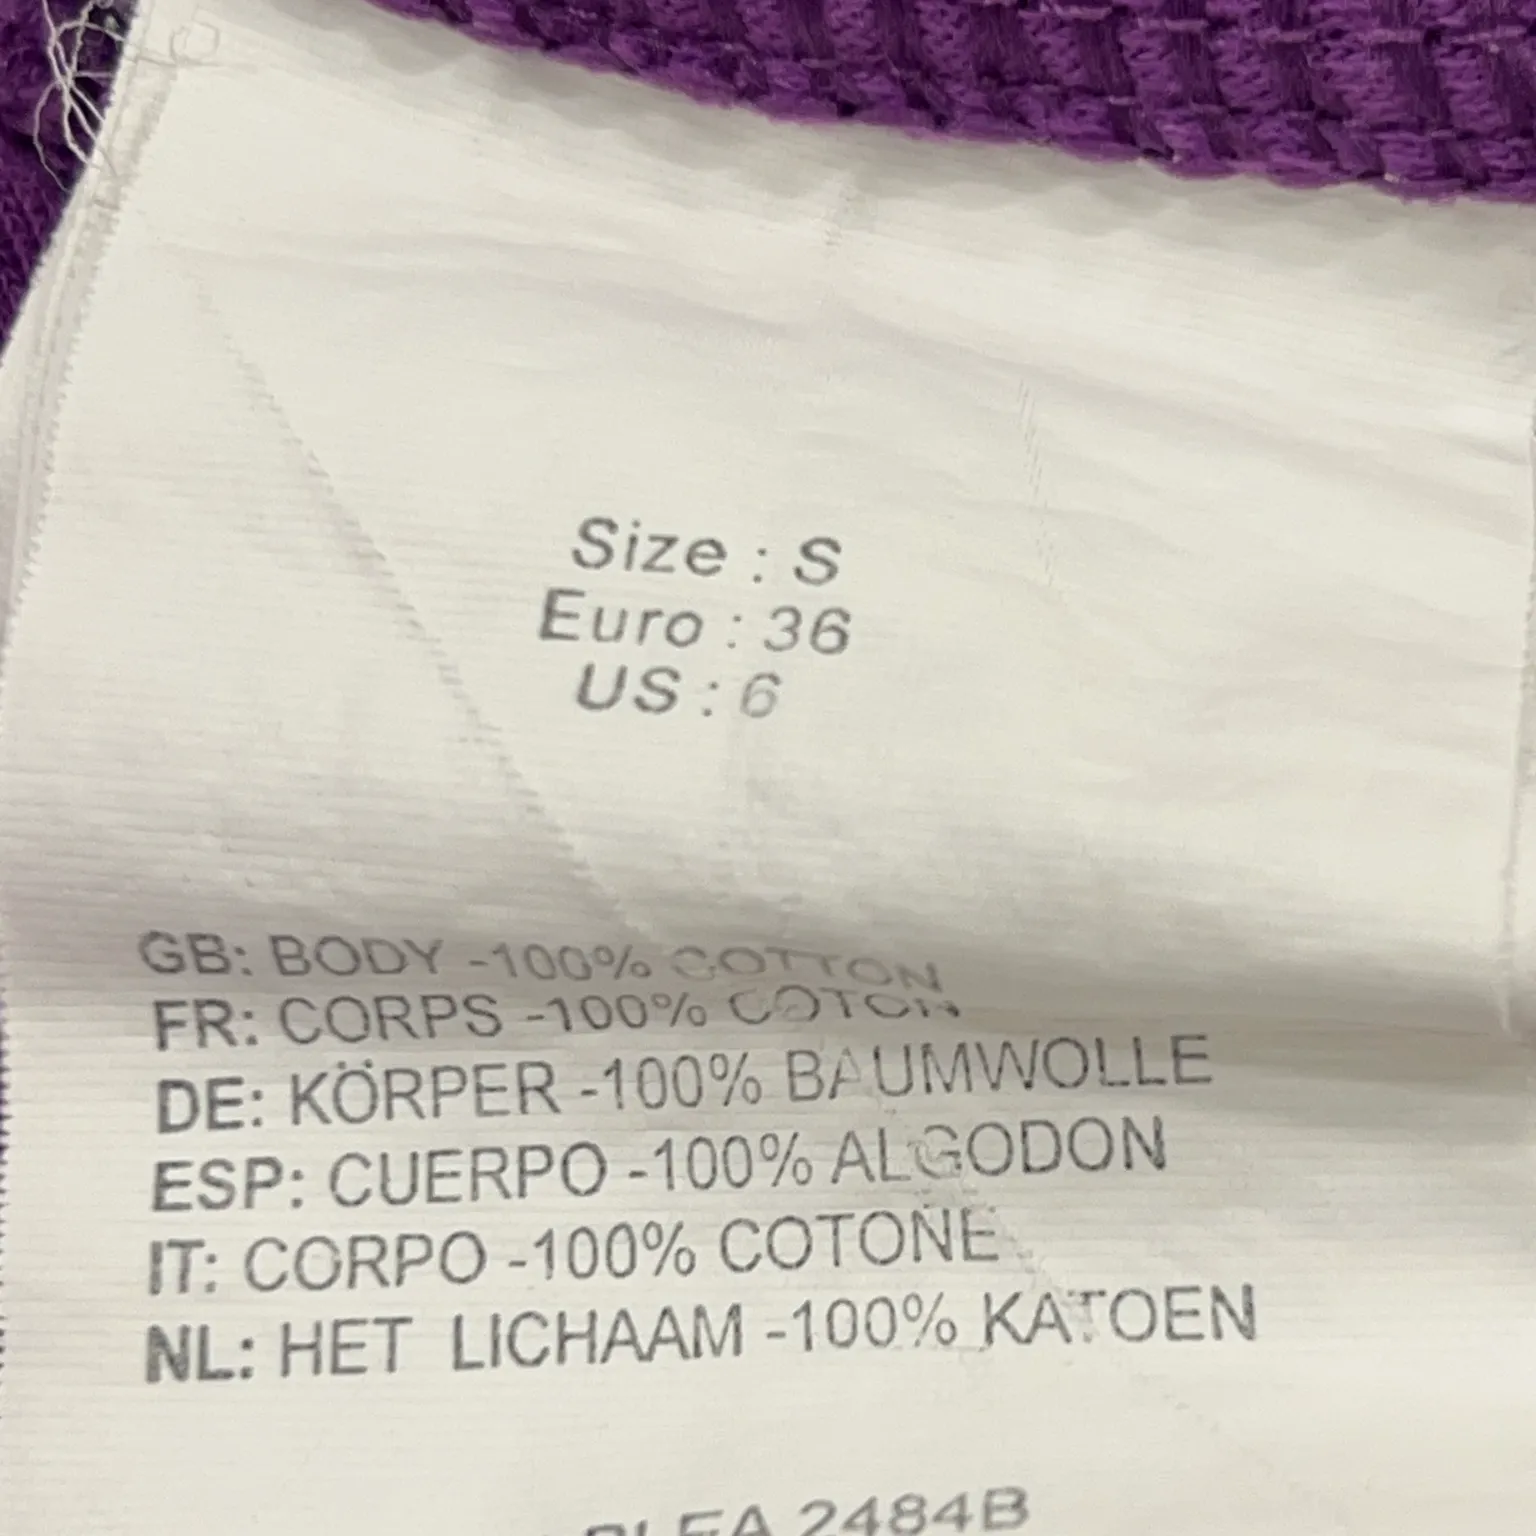 Size : S
Euro : 36
US : 6
GB: BODY -100% COTTON
FR: CORPS -100% COTON
DE: KÖRPER -100% BAUMWOLLE
ESP: CUERPO -100% ALGODON
IT: CORPO -100% COTONE
NL: HET LICHAAM -100% KATOEN
2484B